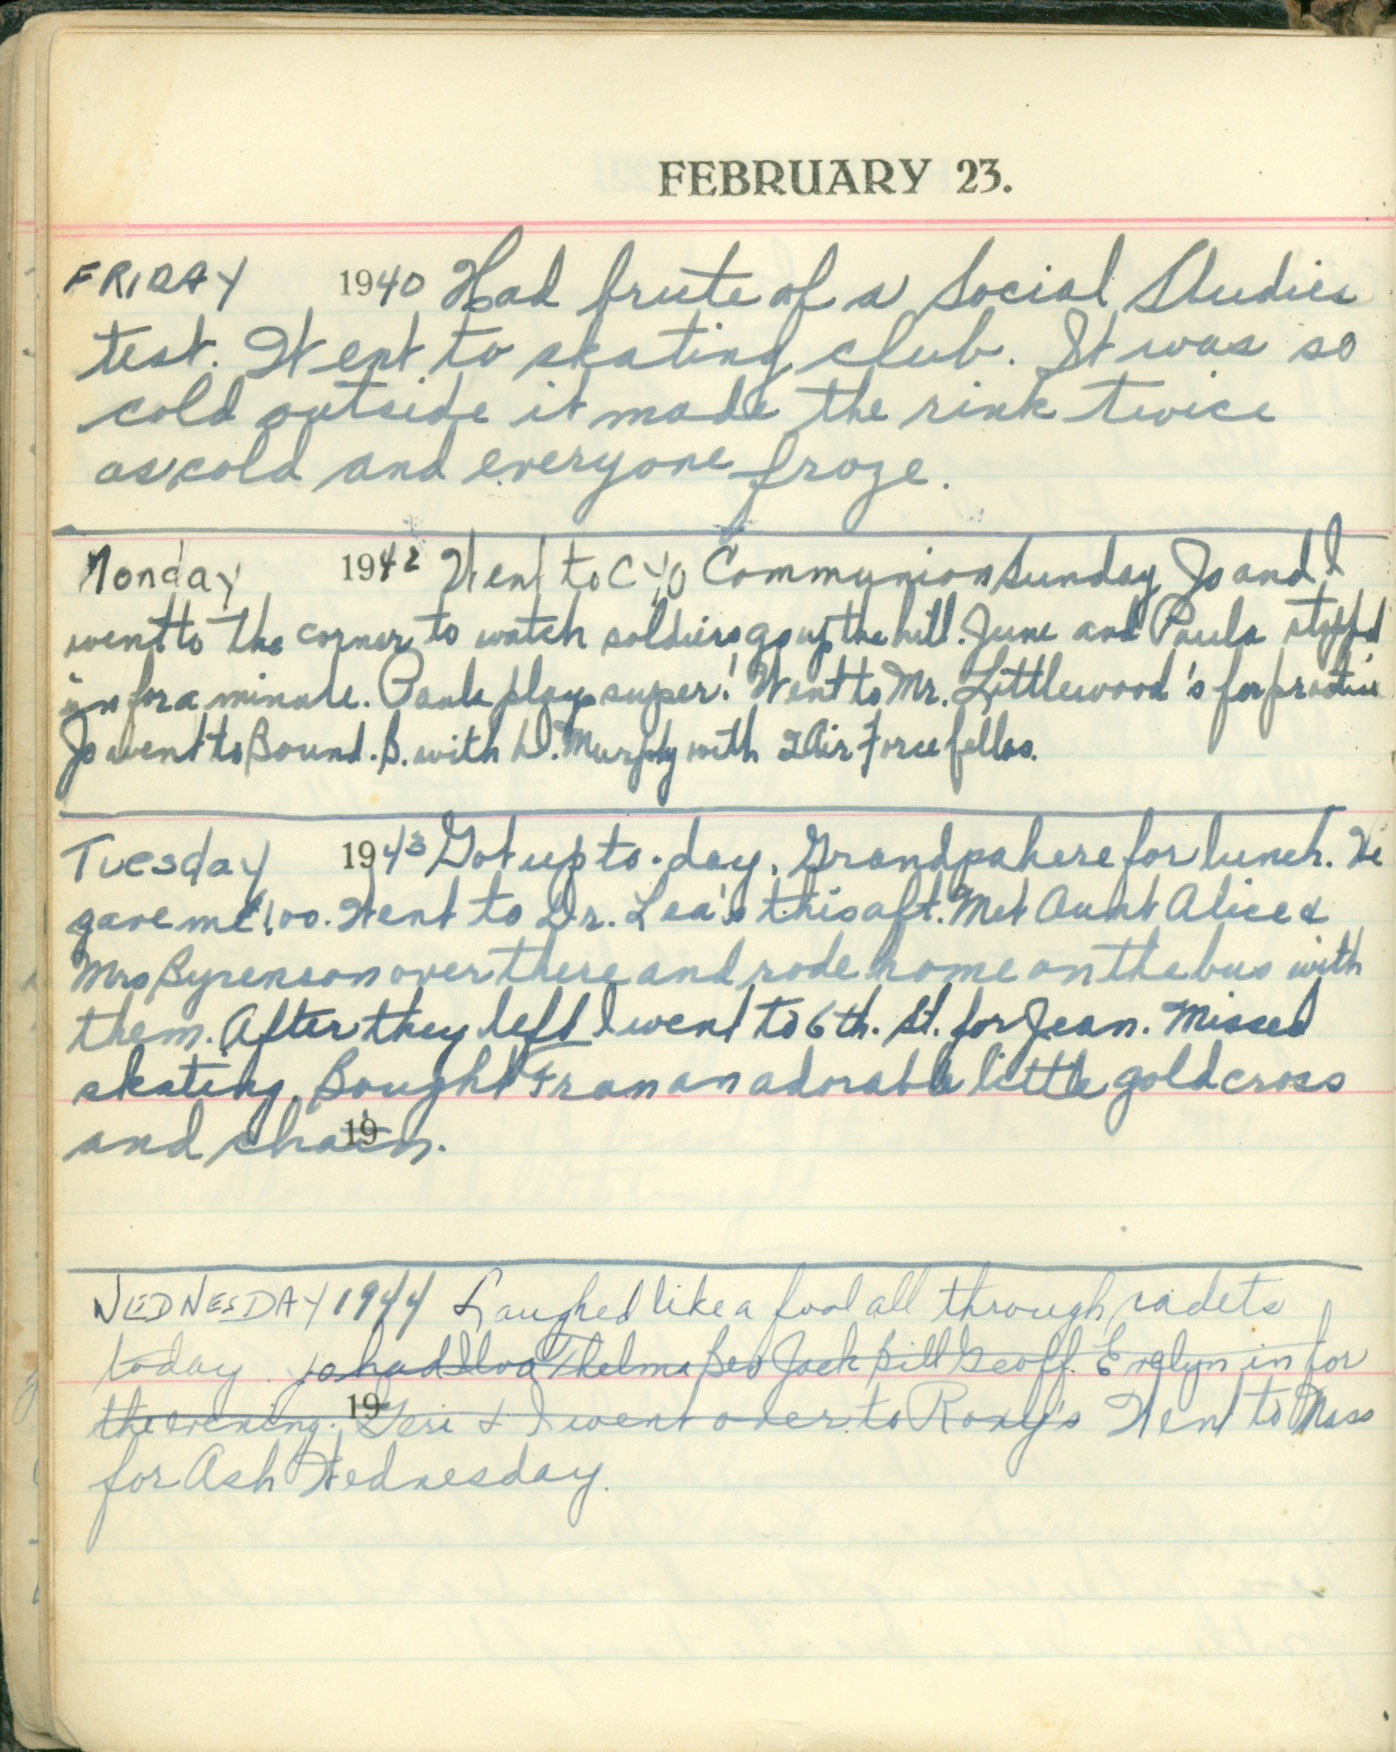 FEBRUARY 23.
FRIDAY 1940 Had brute of a Social Studies
test. Went to skating club. It was so
cold outside it made the rink twice
as cold and everyone froze.
Monday 1942 Went to CYO Communion Sunday Jo and I
went to the corner to watch soldiers go up the hill. June and Paula stopped
in for a minute. Paula plays super! Went to Mr. Littlewood's for practice
Jo went to Bound. B. with D. Murphy with 2 Air Force fellas.
Tuesday 1943 Got up to-day. Grandpa here for lunch. He
gave me 1.00. Went to Dr. Lea's this aft. Met Aunt Alice &
Mrs Byrenson over there and rode home on the bus with
them. After they left I went to 6th. St. for Jean. Missed
skating. Bought Fran an adorable little gold cross
and chain.
19
WEDNESDAY 1944 Laughed like a fool all through cadets
today. Jo had Thelma Bev Jack Bill Geoff. Evelyn in for
the evening. 19 Geri & I went over to Roxy's Went to Mass
for Ash Wednesday.